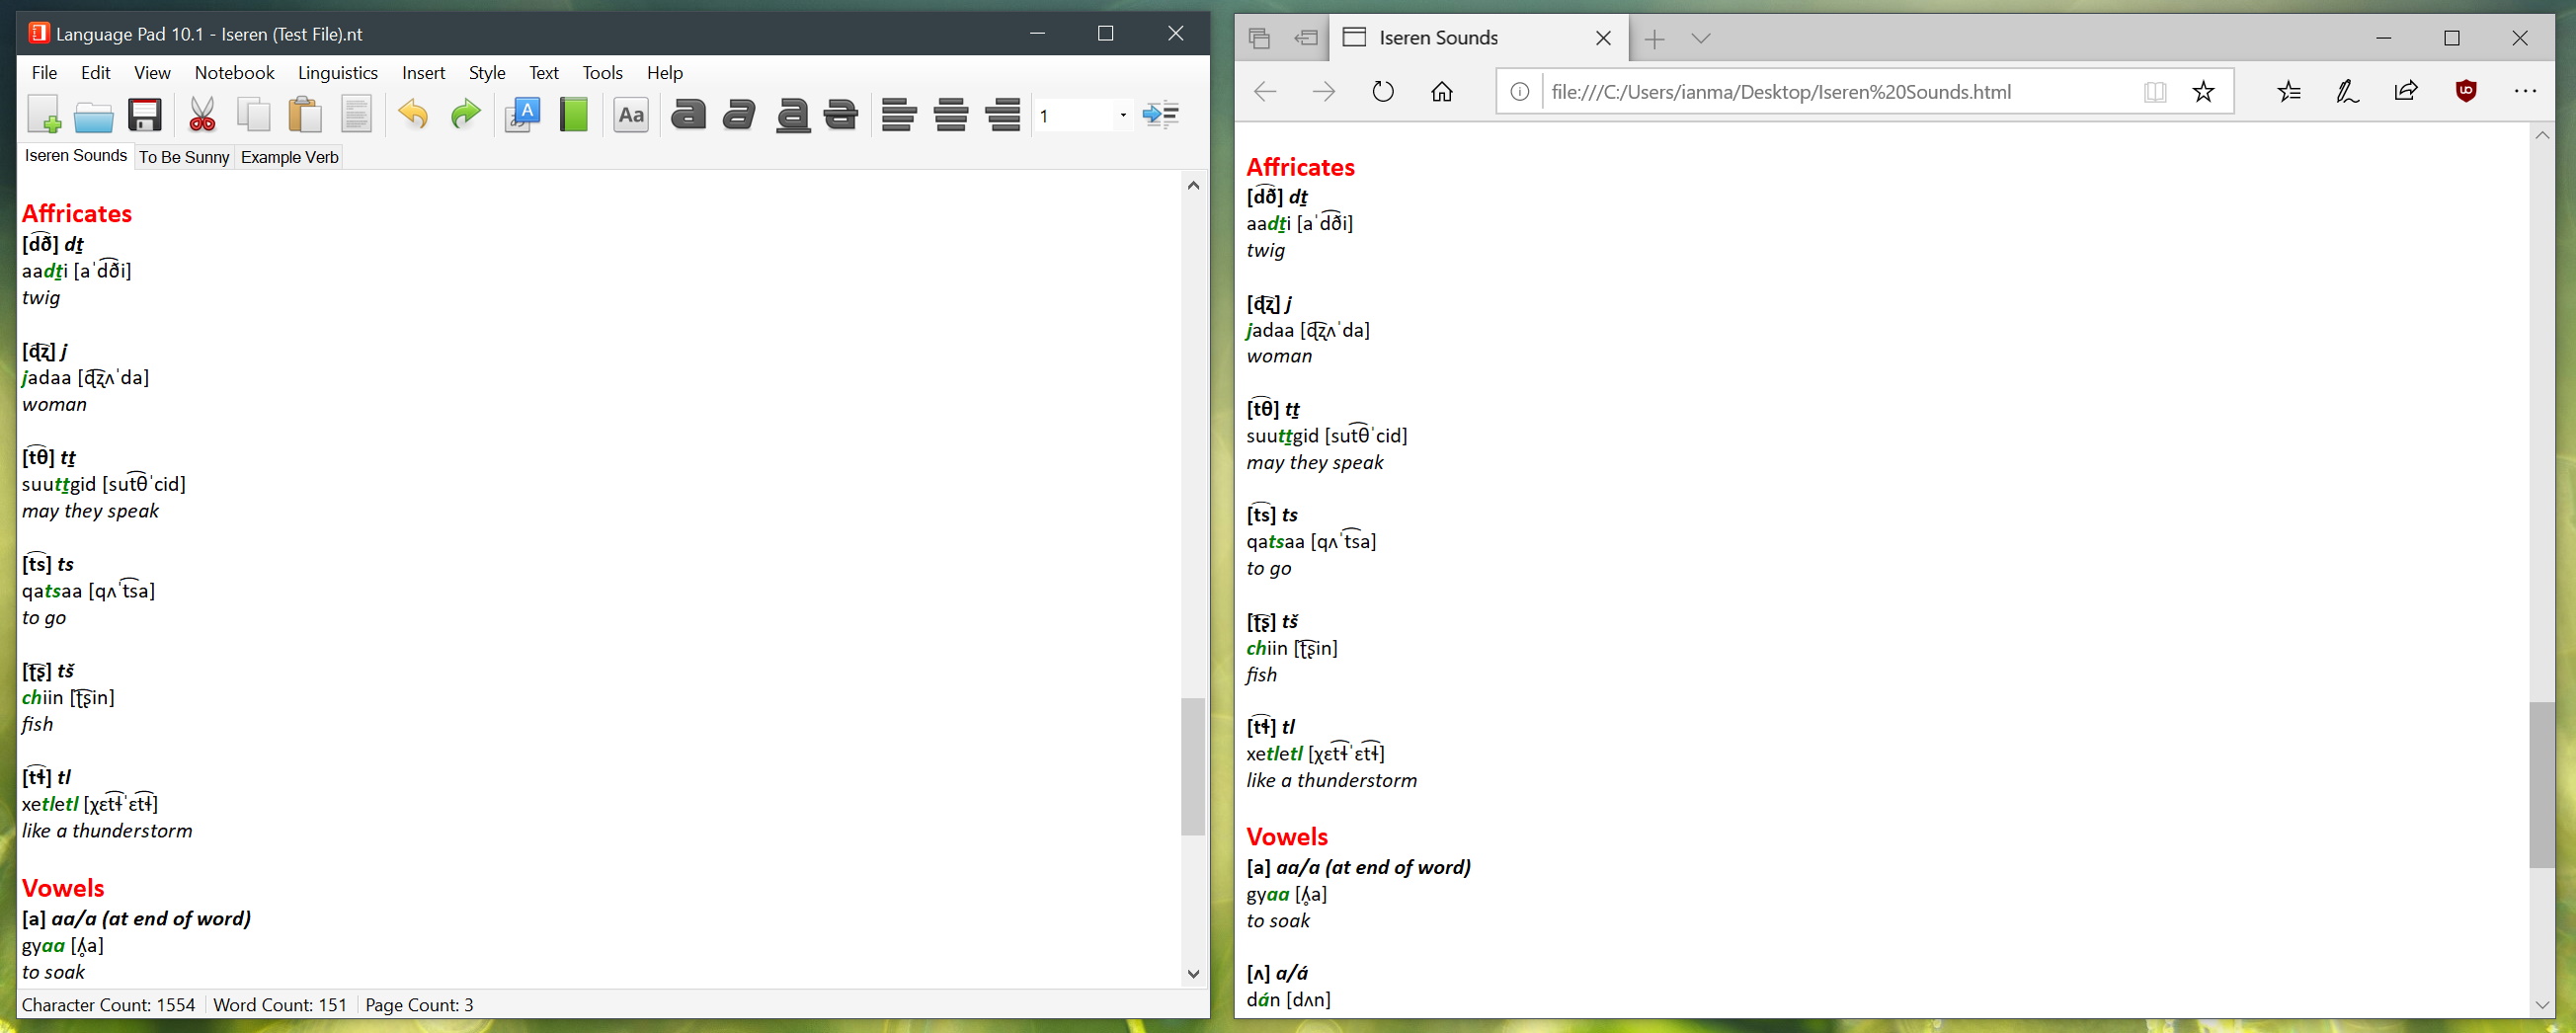 Language Pad 10.1 - Iseren (Test File).nt
File Edit View Notebook Linguistics Insert Style Text Tools Help
A Aa a a a a 1
Iseren Sounds To Be Sunny Example Verb
Affricates
[d͡ð] dṯ
aadṯi [aˈd͡ði]
twig
[ɖ͡ʐ] j
jadaa [ɖ͡ʐʌˈda]
woman
[t͡θ] tṯ
suutṯgid [sut͡θˈcid]
may they speak
[t͡s] ts
qatsaa [qʌˈt͡sa]
to go
[ʈ͡ʂ] tš
chiin [ʈ͡ʂin]
fish
[t͡ɬ] tl
xetletl [χɛt͡ɬˈɛt͡ɬ]
like a thunderstorm
Vowels
[a] aa/a (at end of word)
gyaa [ʎ̥a]
to soak
Character Count: 1554 Word Count: 151 Page Count: 3
Iseren Sounds
file:///C:/Users/ianma/Desktop/Iseren%20Sounds.html
Affricates
[d͡ð] dṯ
aadṯi [aˈd͡ði]
twig
[ɖ͡ʐ] j
jadaa [ɖ͡ʐʌˈda]
woman
[t͡θ] tṯ
suutṯgid [sut͡θˈcid]
may they speak
[t͡s] ts
qatsaa [qʌˈt͡sa]
to go
[ʈ͡ʂ] tš
chiin [ʈ͡ʂin]
fish
[t͡ɬ] tl
xetletl [χɛt͡ɬˈɛt͡ɬ]
like a thunderstorm
Vowels
[a] aa/a (at end of word)
gyaa [ʎ̥a]
to soak
[ʌ] a/á
dán [dʌn]